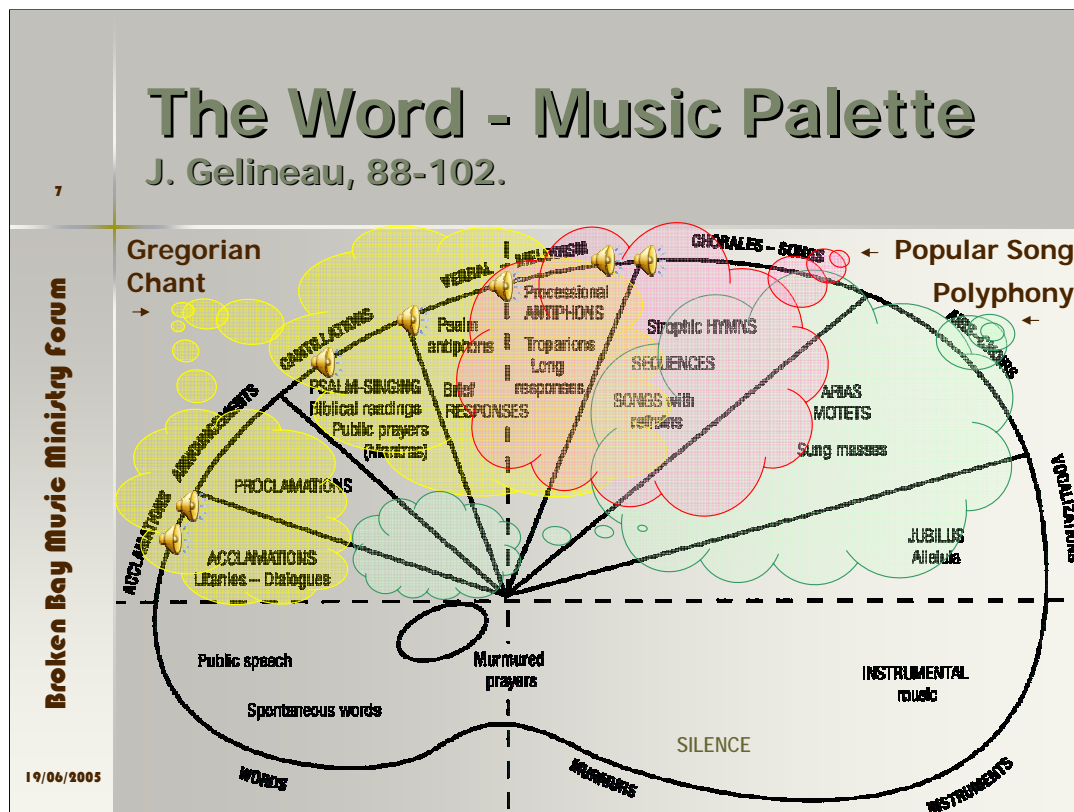 The Word - Music Palette
J. Gelineau, 88-102.
7
Gregorian
Chant
Popular Song
Polyphony
Broken Bay Music Ministry Forum
19/06/2005
ACCLAMATIONS
ANNOUNCEMENTS
CANTILLATIONS
VERBAL
MELODISM
CHORALES – SONGS
VOCALIZATIONS
Processional
ANTIPHONS
Psalm
antiphons
Troparions
Long
responses
Brief
RESPONSES
Strophic HYMNS
SEQUENCES
SONGS with
refrains
ARIAS
MOTETS
Sung masses
PSALM-SINGING
Biblical readings
Public prayers
(Mantras)
PROCLAMATIONS
ACCLAMATIONS
Litanies – Dialogues
JUBILUS
Alleluia
Public speech
Murmured
prayers
INSTRUMENTAL
music
Spontaneous words
SILENCE
WORDS
MURMURS
INSTRUMENTS